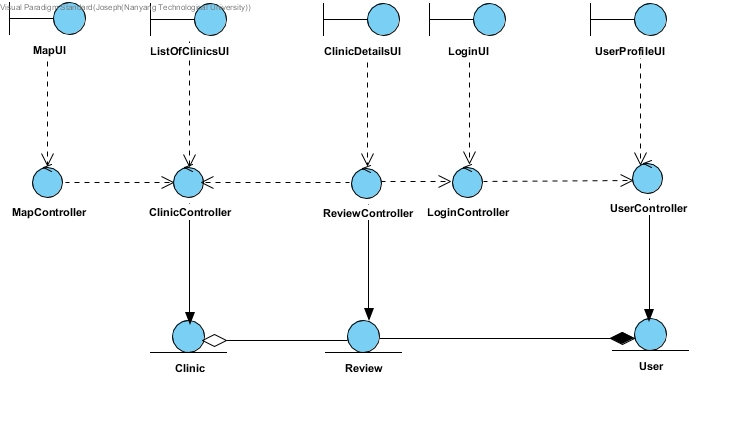 Visual Paradigm Standard(Joseph(Nanyang Technological University))
MapUI
ListOfClinicsUI
ClinicDetailsUI
LoginUI
UserProfileUI
MapController
ClinicController
ReviewController
LoginController
UserController
Clinic
Review
User